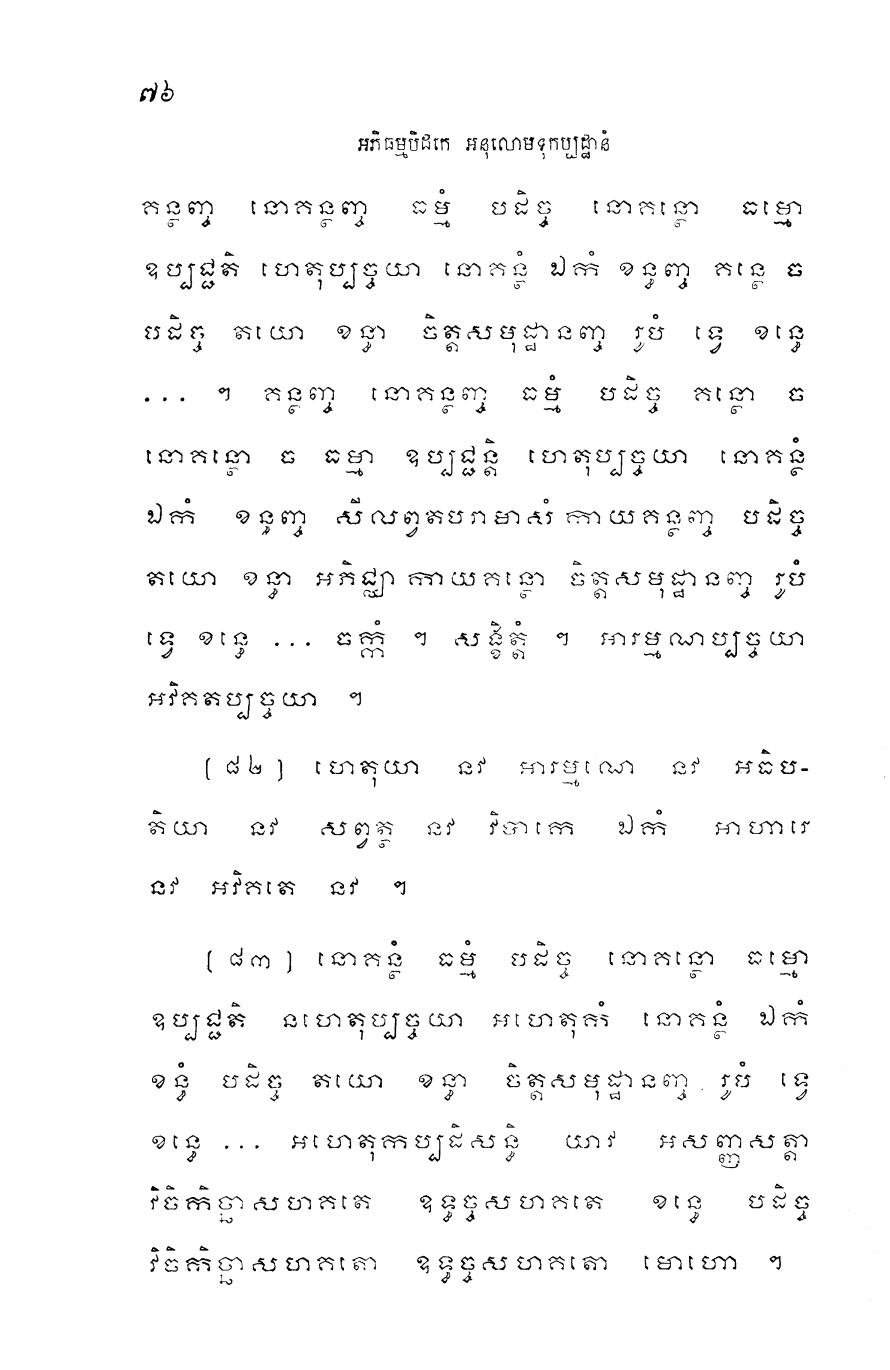 ៧៦
អភិធម្មបិដកេ អនុលោមទុកប្បដ្ឋានំ
គន្ថញ្ច នោគន្ថញ្ច ធម្មំ បដិច្ច នោគន្ថោ ធម្មោ
ឧប្បជ្ជតិ ហេតុប្បច្ចយា នោគន្ថំ ឯកំ ខន្ធញ្ច គន្ថេ ច
បដិច្ច តយោ ខន្ធា ចិត្តសមុដ្ឋានញ្ច រូបំ ទ្វេ ខន្ធេ
... ។ គន្ថញ្ច នោគន្ថញ្ច ធម្មំ បដិច្ច គន្ថោ ច
នោគន្ថោ ច ធម្មា ឧប្បជ្ជន្តិ ហេតុប្បច្ចយា នោគន្ថំ
ឯកំ ខន្ធញ្ច សីលព្វតបរាមាសំ កាយគន្ថញ្ច បដិច្ច
តយោ ខន្ធា អភិជ្ឈា កាយគន្ថោ ចិត្តសមុដ្ឋានញ្ច រូបំ
ទ្វេ ខន្ធេ ... ចក្កំ ។ សង្ខិត្តំ ។ អារម្មណប្បច្ចយា
អវិគតប្បច្ចយា ។
[ ៨២ ] ហេតុយា នវ អារម្មណេ នវ អធិប-
តិយា នវ សព្វត្ថ នវ វិបាកេ ឯកំ អាហារេ
នវ អវិគតេ នវ ។
[ ៨៣ ] នោគន្ថំ ធម្មំ បដិច្ច នោគន្ថោ ធម្មោ
ឧប្បជ្ជតិ នហេតុប្បច្ចយា អហេតុកំ នោគន្ថំ ឯកំ
ខន្ធំ បដិច្ច តយោ ខន្ធា ចិត្តសមុដ្ឋានញ្ច រូបំ ទ្វេ
ខន្ធេ ... អហេតុកប្បដិសន្ធិ យាវ អសញ្ញសត្តា
វិចិកិច្ឆាសហគតេ ឧទ្ធច្ចសហគតេ ខន្ធេ បដិច្ច
វិចិកិច្ឆាសហគតោ ឧទ្ធច្ចសហគតោ មោហោ ។